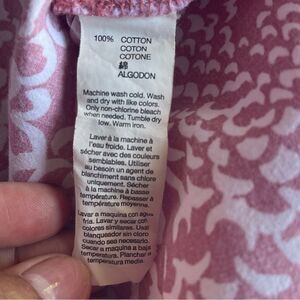 100% COTTON
COTON
COTONE
綿
ALGODON
Machine wash cold. Wash
and dry with like colors.
Only non-chlorine bleach
when needed. Tumble dry
low. Warm iron.
Laver à la machine à
l'eau froide. Laver et
sécher avec des couleurs
semblables. Utiliser
au besoin un agent de
blanchiment sans chlore
uniquement. Sécher
à la machine à basse
température. Repasser à
température moyenne.
Lavar a maquina con agua
fria. Lavar y secar con
colores similares. Usar
blanqueador sin cloro
cuando sea necesario.
Secar a maquina a baja
temperatura. Planchar a
temperatura media.